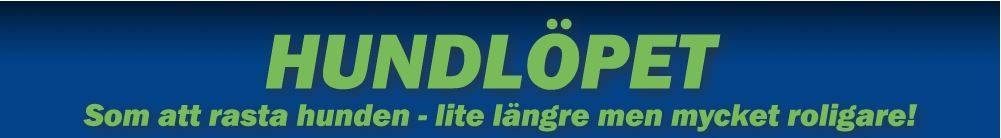 HUNDLÖPET
Som att rasta hunden - lite längre men mycket roligare!